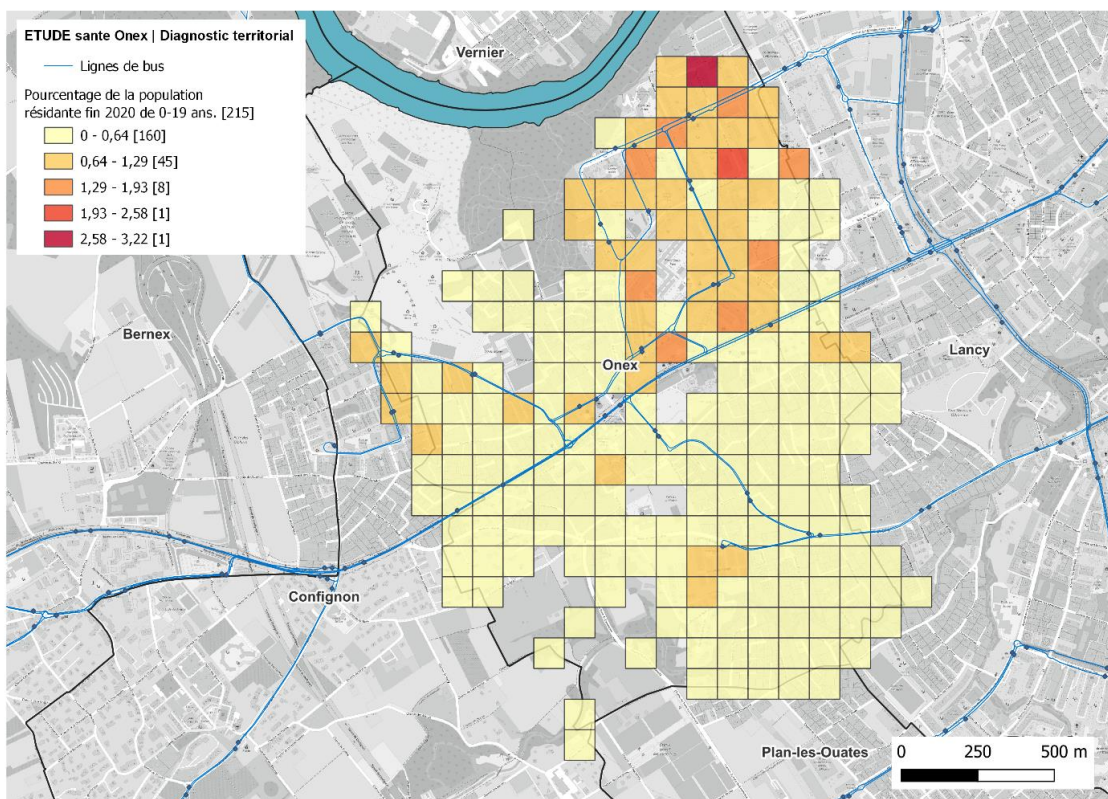 ETUDE sante Onex | Diagnostic territorial
Lignes de bus
Pourcentage de la population
résidante fin 2020 de 0-19 ans. [215]
0 - 0,64 [160]
0,64 - 1,29 [45]
1,29 - 1,93 [8]
1,93 - 2,58 [1]
2,58 - 3,22 [1]
Vernier
Bernex
Lancy
Onex
Confignon
Plan-les-Ouates
0 250 500 m